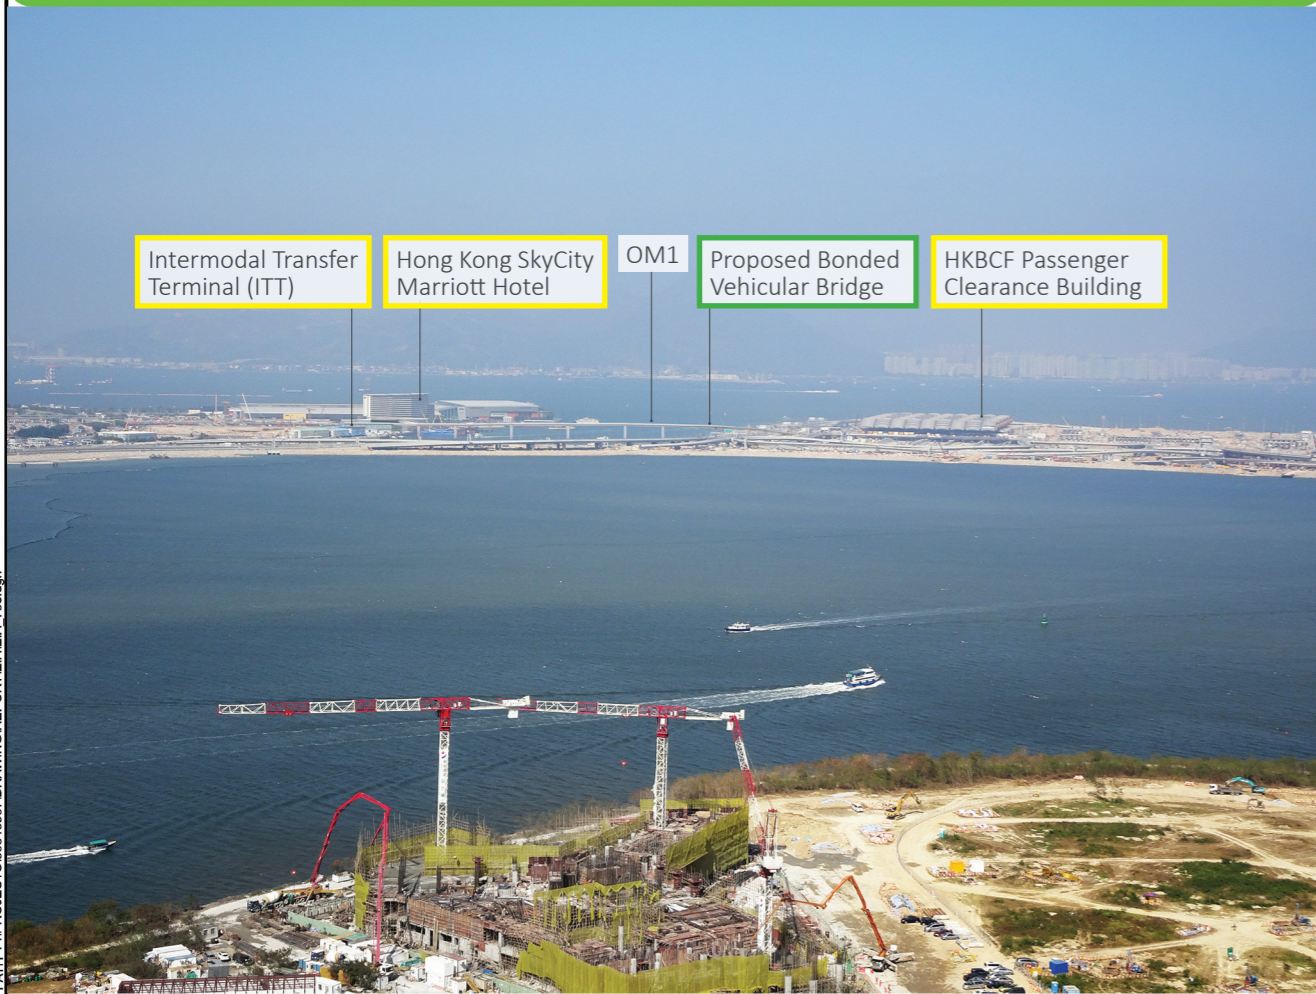 Intermodal Transfer
Terminal (ITT)
Hong Kong SkyCity
Marriott Hotel
OM1
Proposed Bonded
Vehicular Bridge
HKBCF Passenger
Clearance Building